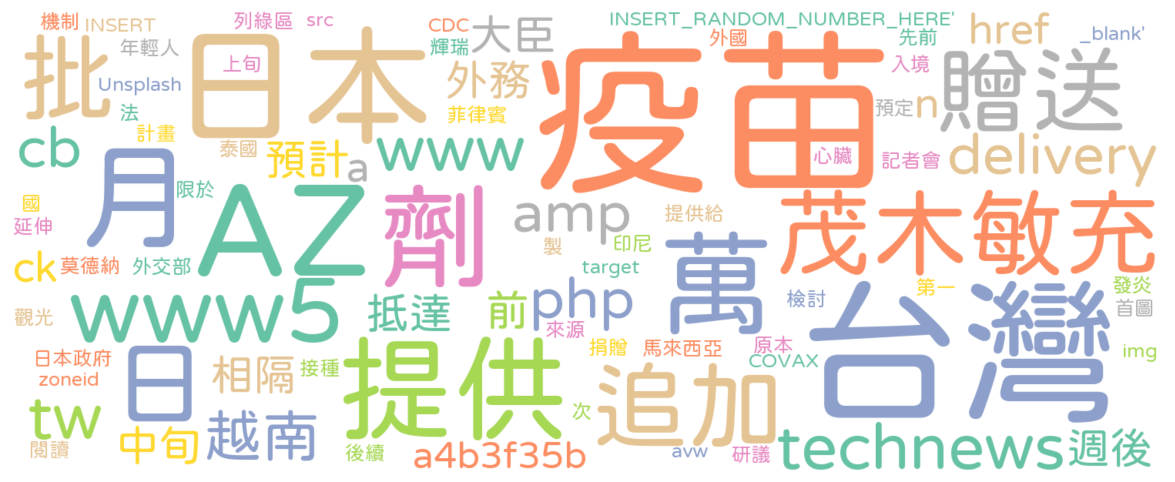 機制 INSERT 列綠區 src CDC 大臣 INSERT_RANDOM_NUMBER_HERE' href _blank'
年輕人 輝瑞 外國 先前
批 日本 上旬 外務 疫苗 入境 贈送
Unsplash 法 菲律賓 預定 n
cb 計畫 泰國 預計 a www 心臟 記者會 delivery
月 限於 AZ 劑 amp 提供給 茂木敏充
國 延伸 製 印尼
ck 莫德納 外交部 target 萬 第一 發炎
www5 抵達 前 php 檢討 台灣 首圖
觀光 來源
日本政府 日 相隔 接種 提供 捐贈 馬來西亞 原本 COVAX img
zoneid 追加
tw 越南 次
閱讀 中旬 後續 a4b3f35b avw 研議 technews 週後